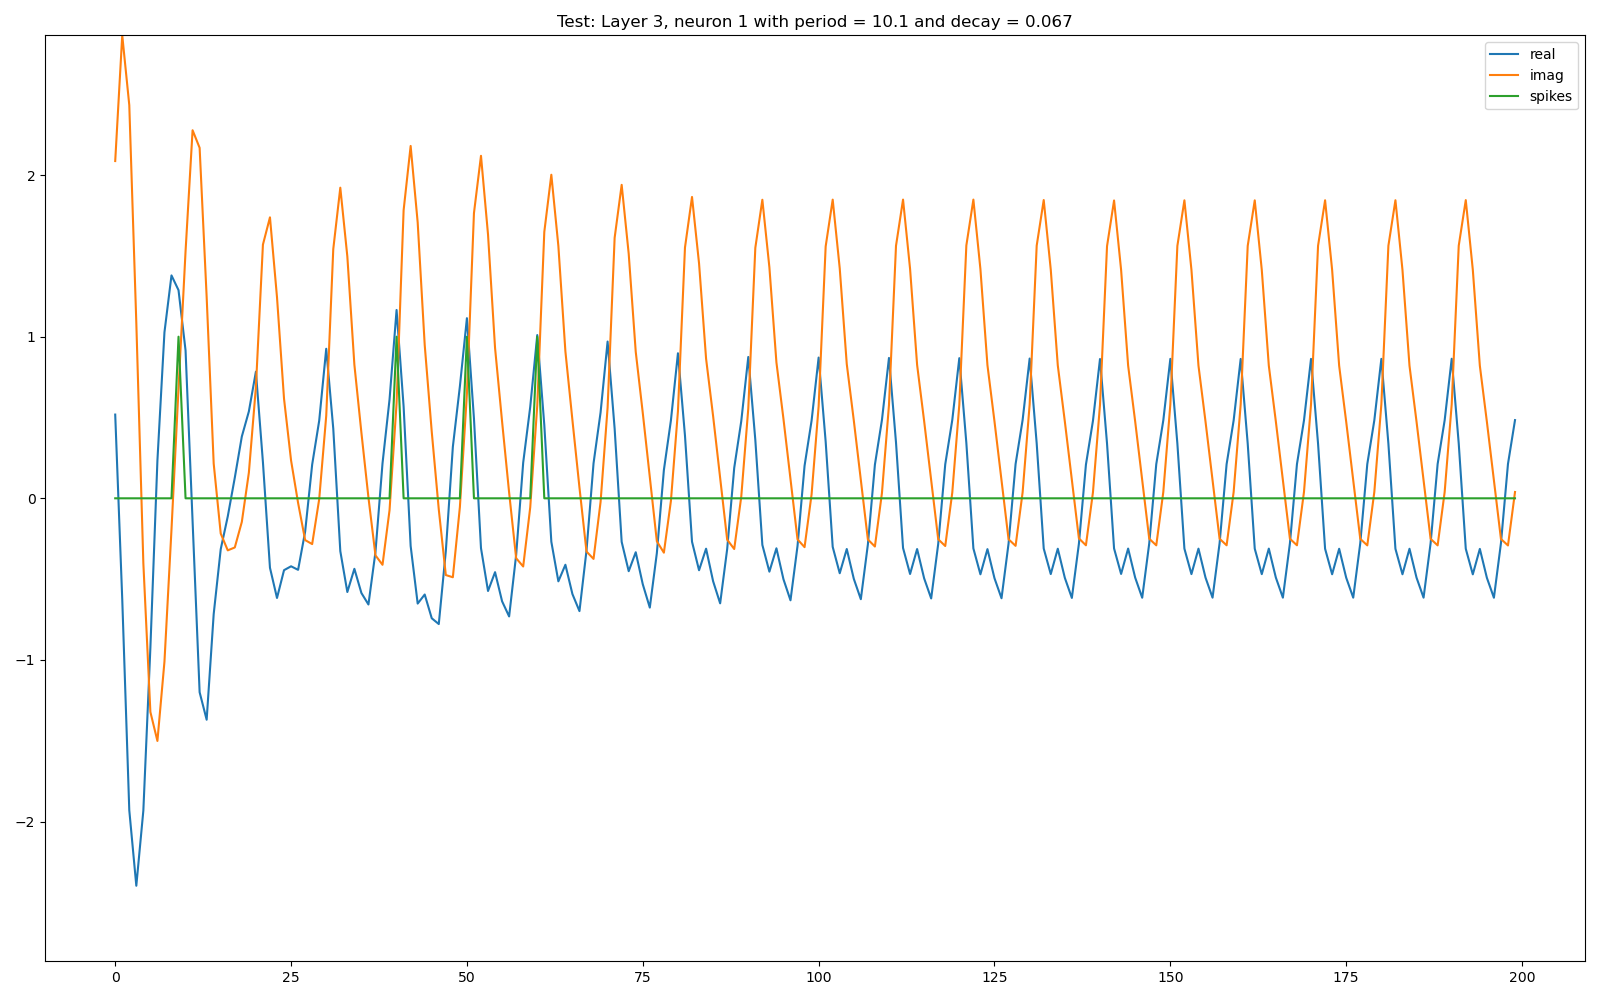 Test: Layer 3, neuron 1 with period = 10.1 and decay = 0.067
real
imag
spikes
2
1
0
−1
−2
0 25 50 75 100 125 150 175 200